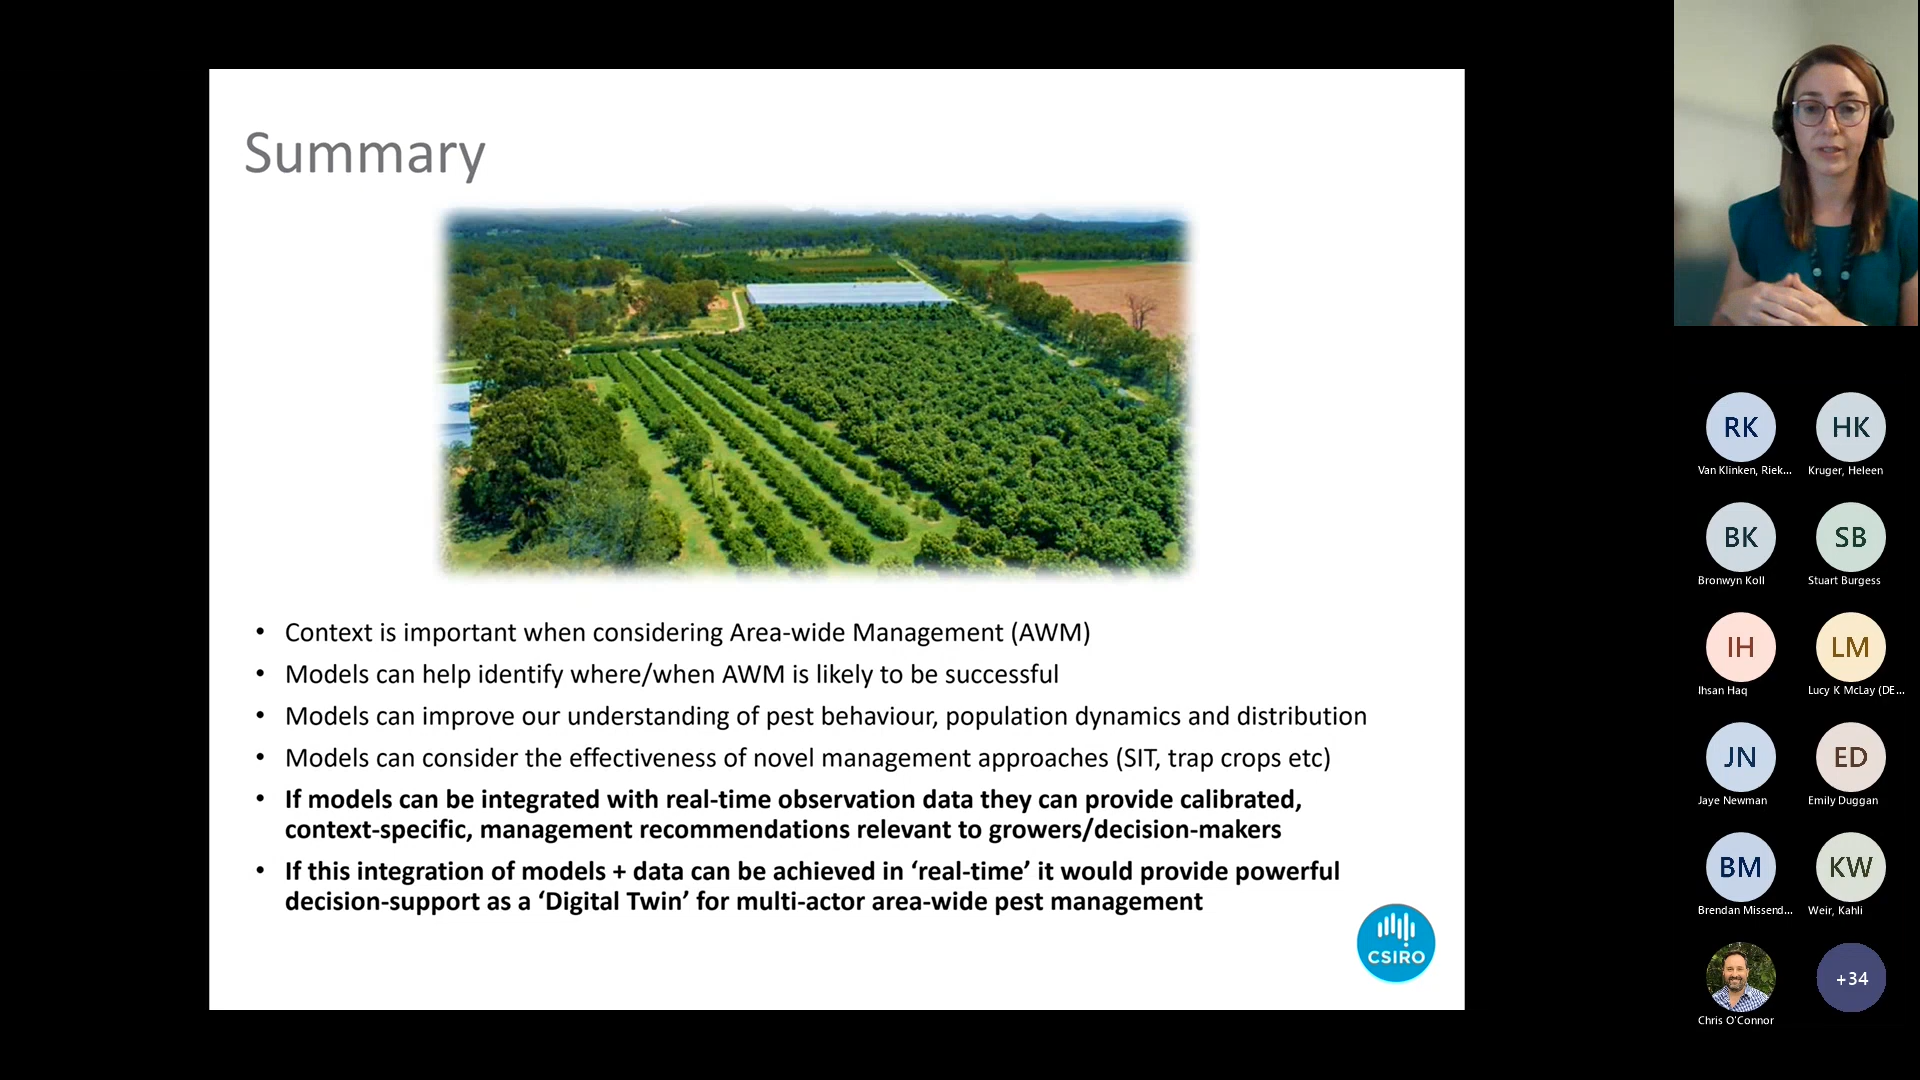 Summary
• Context is important when considering Area-wide Management (AWM)
• Models can help identify where/when AWM is likely to be successful
• Models can improve our understanding of pest behaviour, population dynamics and distribution
• Models can consider the effectiveness of novel management approaches (SIT, trap crops etc)
• If models can be integrated with real-time observation data they can provide calibrated,
context-specific, management recommendations relevant to growers/decision-makers
• If this integration of models + data can be achieved in ‘real-time’ it would provide powerful
decision-support as a ‘Digital Twin’ for multi-actor area-wide pest management
CSIRO
RK HK
Van Klinken, Riek... Kruger, Heleen
BK SB
Bronwyn Koll Stuart Burgess
IH LM
Ihsan Haq Lucy K McLay (DE...
JN ED
Jaye Newman Emily Duggan
BM KW
Brendan Missend... Weir, Kahli
+34
Chris O'Connor